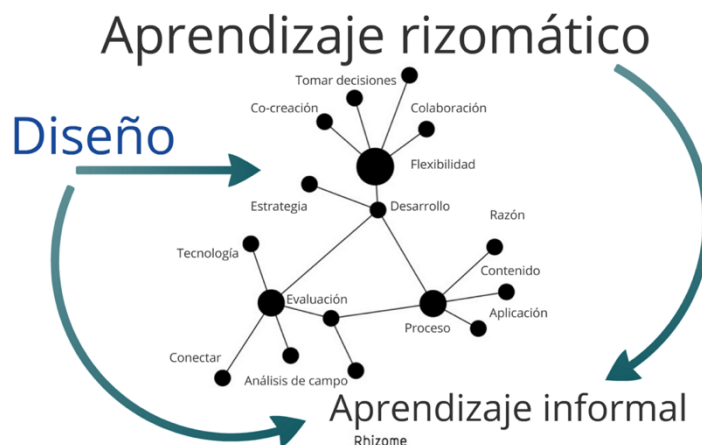 Aprendizaje rizomático
Tomar decisiones
Co-creación
Colaboración
Diseño
Flexibilidad
Estrategia
Desarrollo
Razón
Tecnología
Contenido
Evaluación
Aplicación
Proceso
Conectar
Análisis de campo
Aprendizaje informal
Rhizome